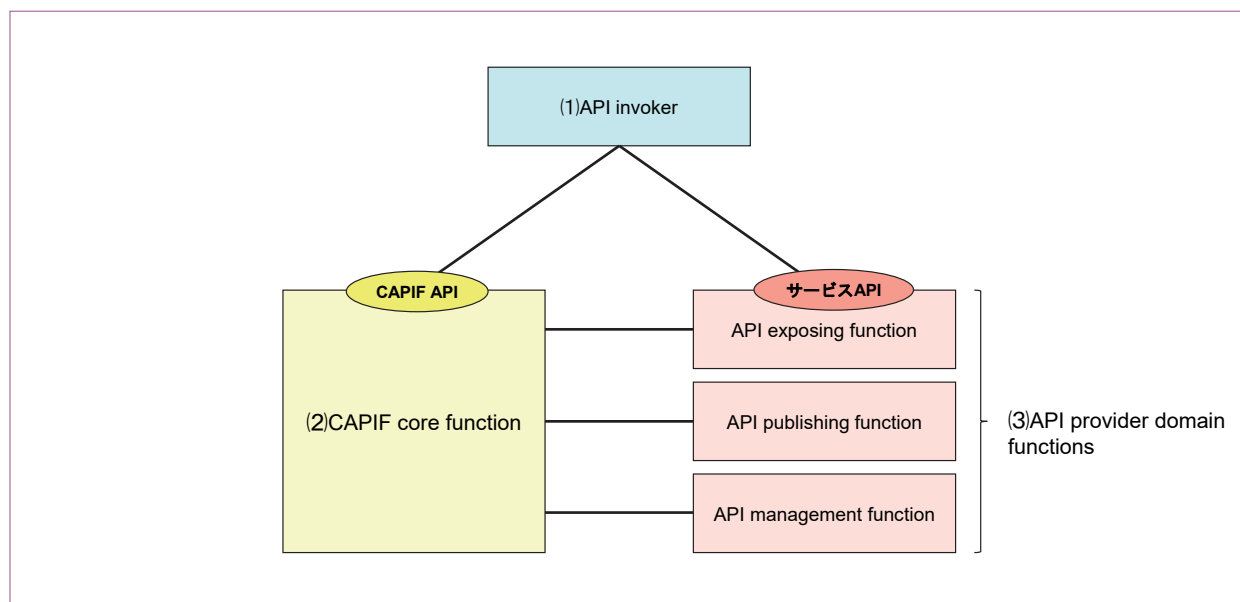 ⑴API invoker
CAPIF API
サービスAPI
API exposing function
⑵CAPIF core function
API publishing function
⑶API provider domain
functions
API management function